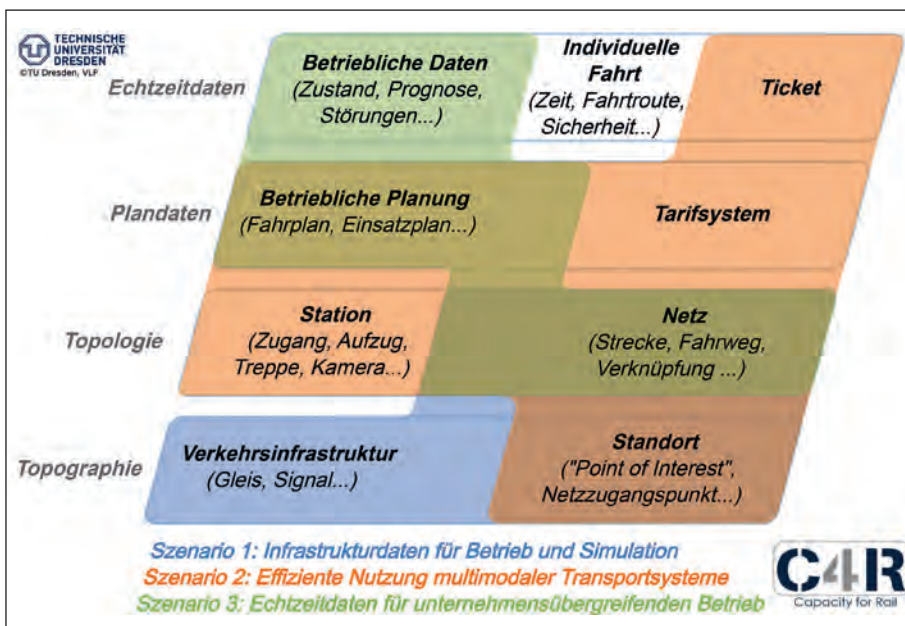 TECHNISCHE
UNIVERSITÄT
DRESDEN
©TU Dresden, VLF
Echtzeitdaten
Betriebliche Daten
(Zustand, Prognose,
Störungen...)
Individuelle
Fahrt
(Zeit, Fahrtroute,
Sicherheit...)
Ticket
Plandaten
Betriebliche Planung
(Fahrplan, Einsatzplan...)
Tarifsystem
Topologie
Station
(Zugang, Aufzug,
Treppe, Kamera...)
Netz
(Strecke, Fahrweg,
Verknüpfung ...)
Topographie
Verkehrsinfrastruktur
(Gleis, Signal...)
Standort
("Point of Interest",
Netzzugangspunkt...)
Szenario 1: Infrastrukturdaten für Betrieb und Simulation
Szenario 2: Effiziente Nutzung multimodaler Transportsysteme
Szenario 3: Echtzeitdaten für unternehmensübergreifenden Betrieb
C4R
Capacity for Rail